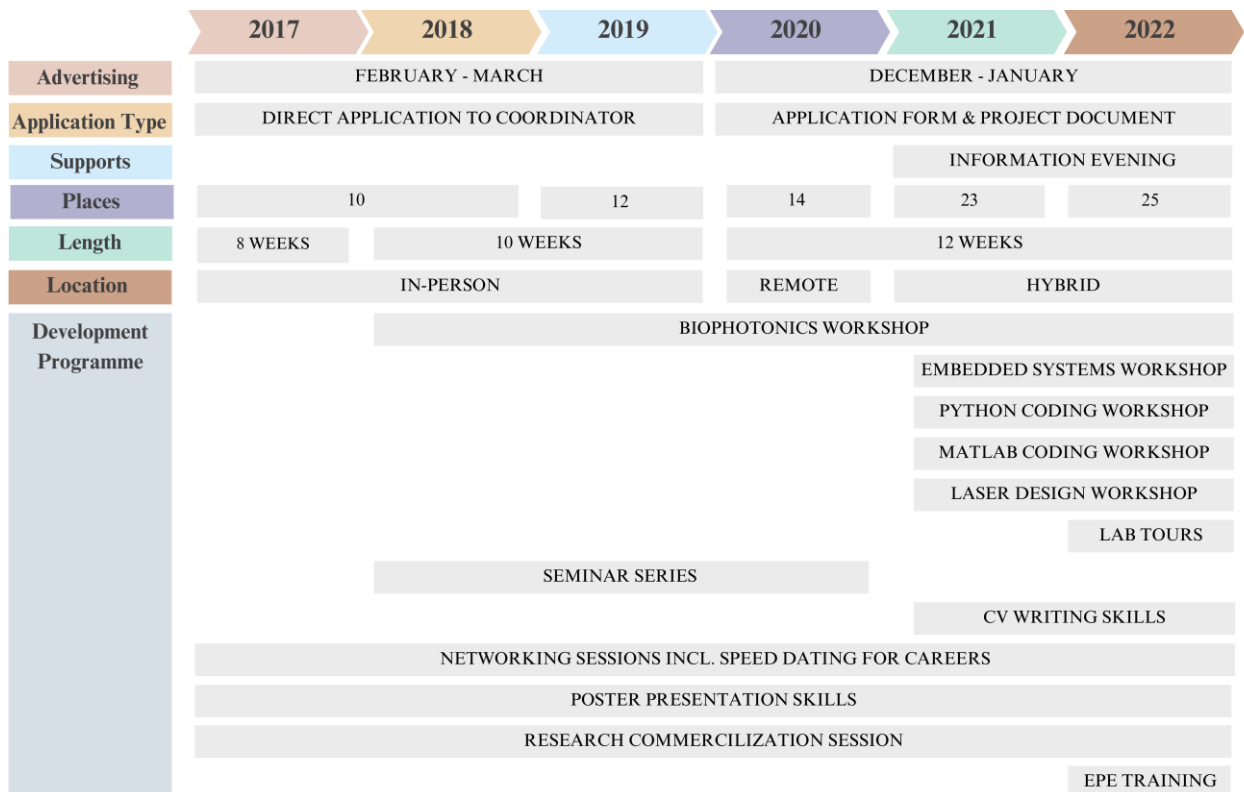 2017 2018 2019 2020 2021 2022
Advertising FEBRUARY - MARCH DECEMBER - JANUARY
Application Type DIRECT APPLICATION TO COORDINATOR APPLICATION FORM & PROJECT DOCUMENT
Supports INFORMATION EVENING
Places 10 12 14 23 25
Length 8 WEEKS 10 WEEKS 12 WEEKS
Location IN-PERSON REMOTE HYBRID
Development BIOPHOTONICS WORKSHOP
Programme
EMBEDDED SYSTEMS WORKSHOP
PYTHON CODING WORKSHOP
MATLAB CODING WORKSHOP
LASER DESIGN WORKSHOP
LAB TOURS
SEMINAR SERIES
CV WRITING SKILLS
NETWORKING SESSIONS INCL. SPEED DATING FOR CAREERS
POSTER PRESENTATION SKILLS
RESEARCH COMMERCILIZATION SESSION
EPE TRAINING